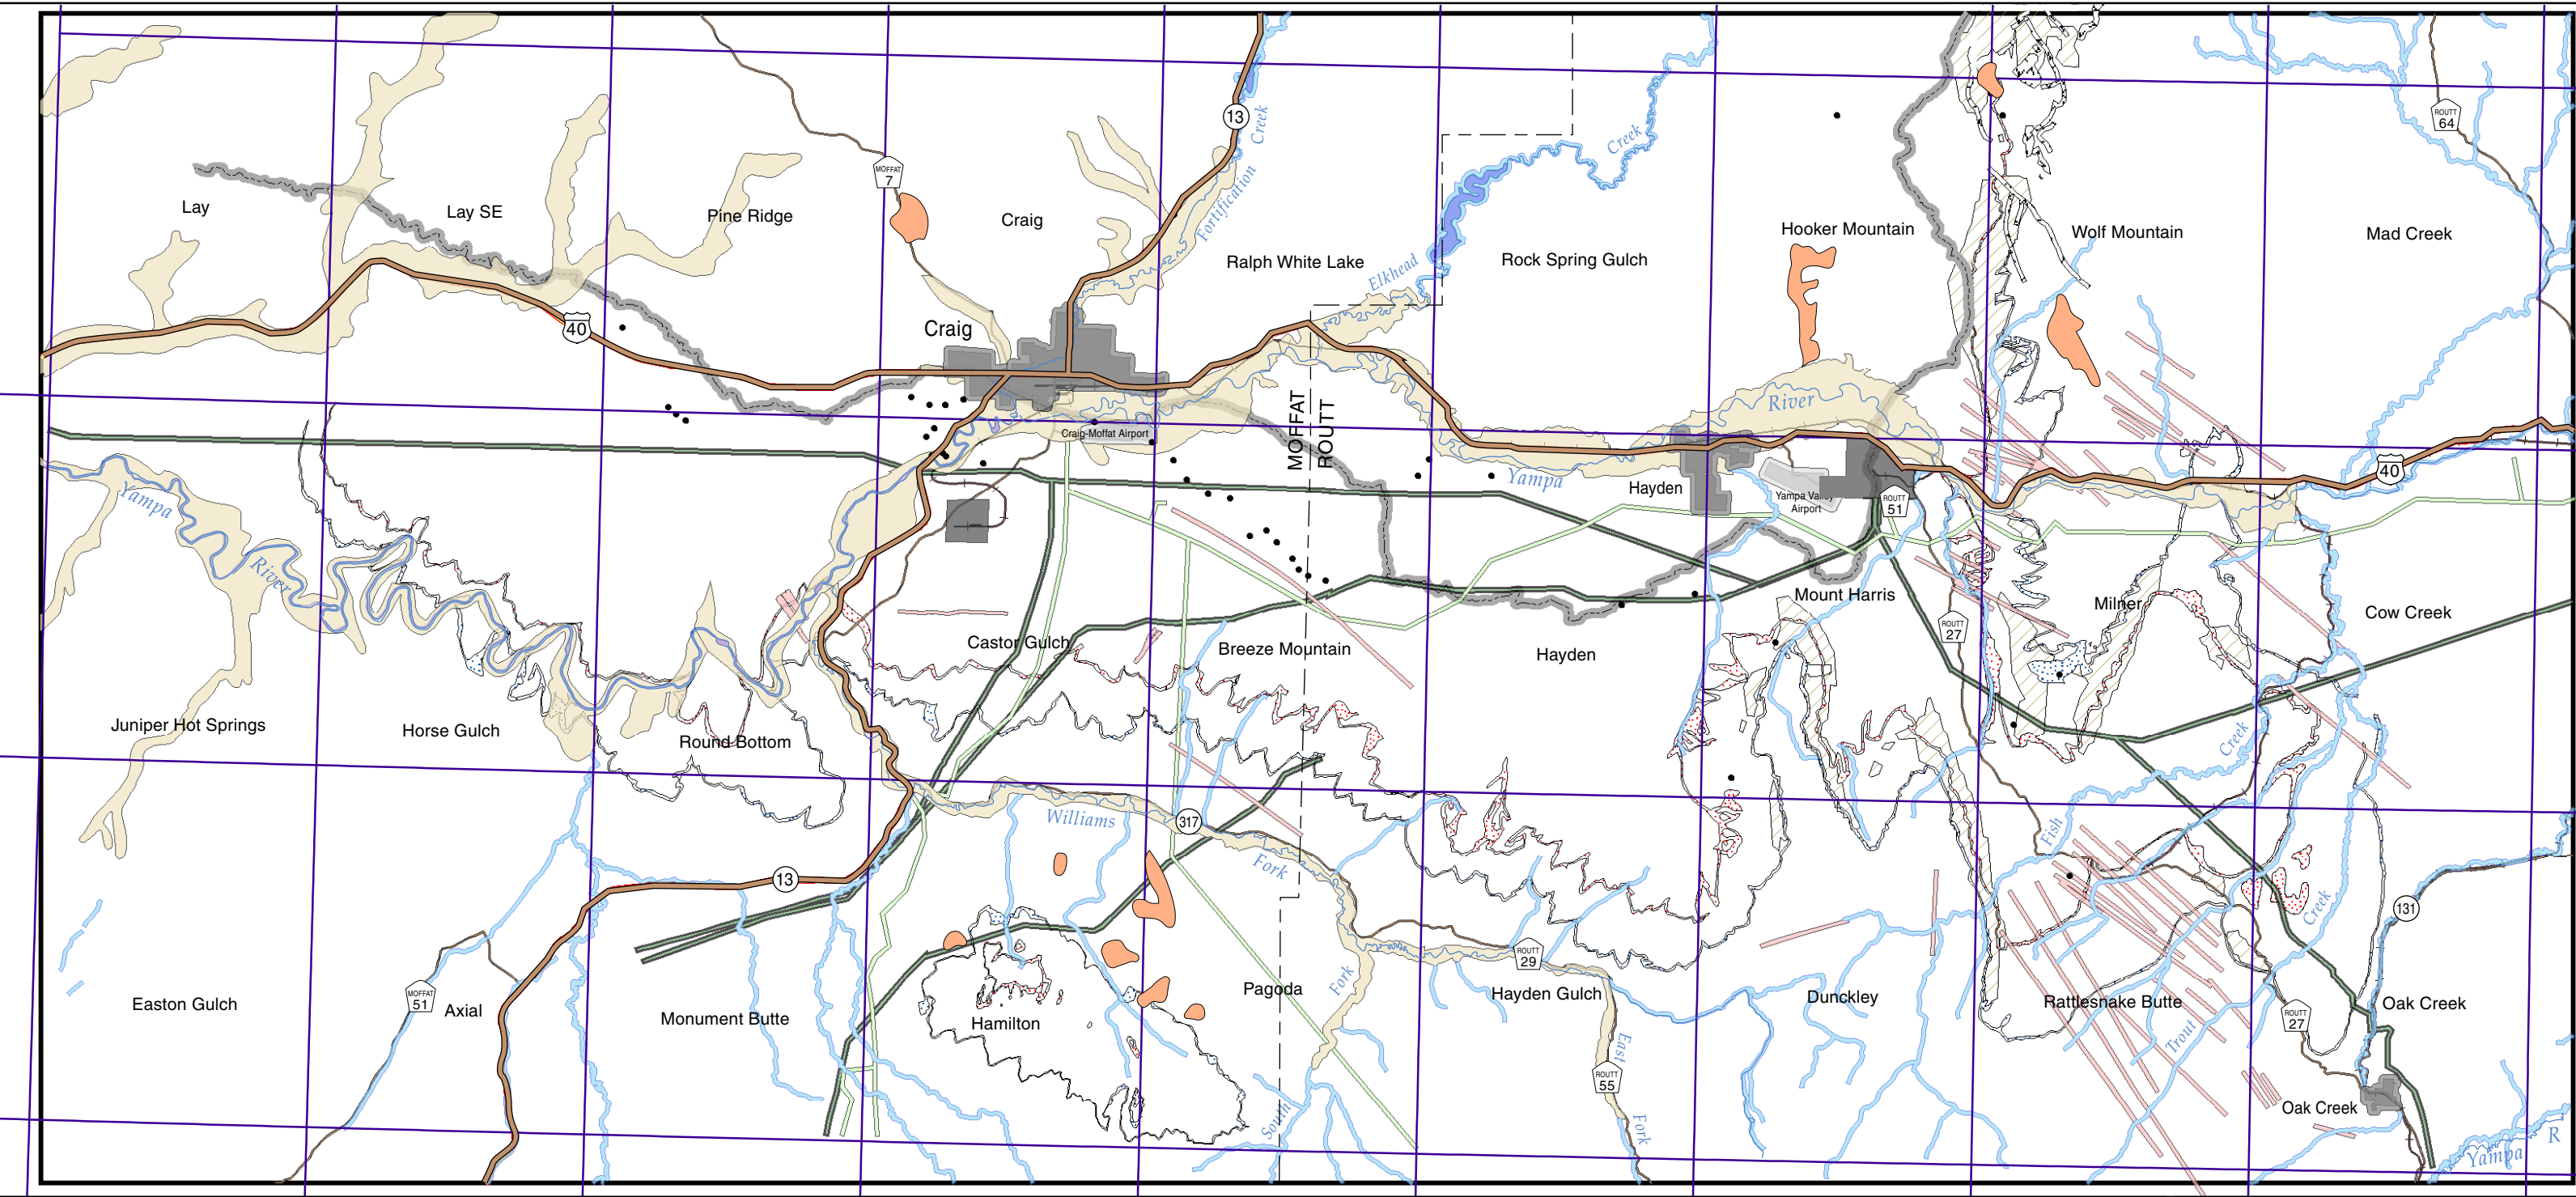 13
Creek
MOFFAT
7
ROUTT
64
Creek
Lay
Lay SE
Pine Ridge
Craig
Fortification
Hooker Mountain
Wolf Mountain
Mad Creek
Ralph White Lake
Elkhead
Rock Spring Gulch
40
Craig
River
MOFFAT
ROUTT
Craig-Moffat Airport
40
Yampa
Yampa
Hayden
Yampa Valley
Airport
ROUTT
51
River
Mount Harris
Milner
Cow Creek
ROUTT
27
Castor Gulch
Breeze Mountain
Hayden
Juniper Hot Springs
Horse Gulch
Round Bottom
Creek
Williams
317
Fish
Fork
13
Creek
131
ROUTT
29
Fork
Pagoda
Hayden Gulch
Dunckley
Rattlesnake Butte
Oak Creek
Easton Gulch
MOFFAT
51
Axial
Monument Butte
Hamilton
ROUTT
27
Trout
East
ROUTT
55
South
Fork
Oak Creek
Yampa
R